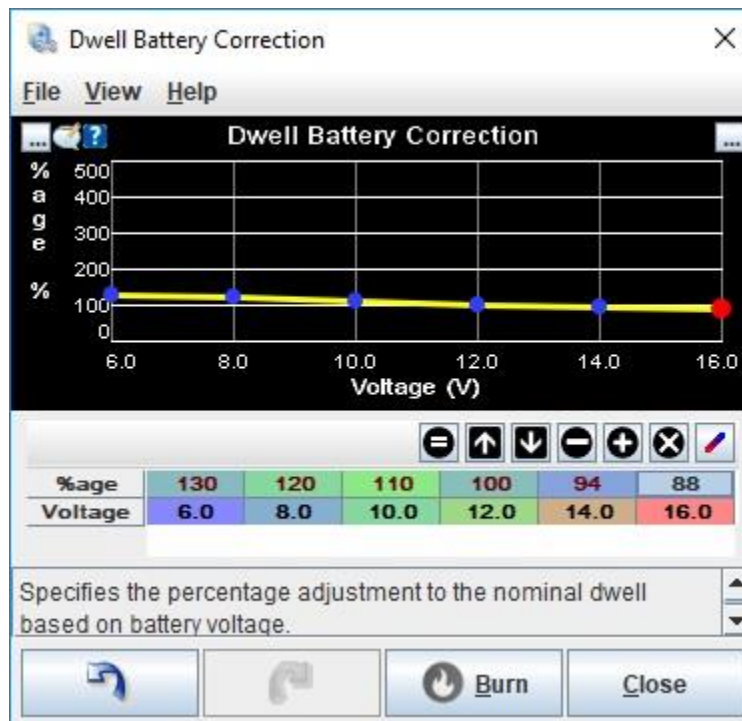 Dwell Battery Correction
File View Help
... ? Dwell Battery Correction ...
%age %
500
400
300
200
100
0
6.0 8.0 10.0 12.0 14.0 16.0
Voltage (V)
%age 130 120 110 100 94 88
Voltage 6.0 8.0 10.0 12.0 14.0 16.0
Specifies the percentage adjustment to the nominal dwell
based on battery voltage.
Burn Close